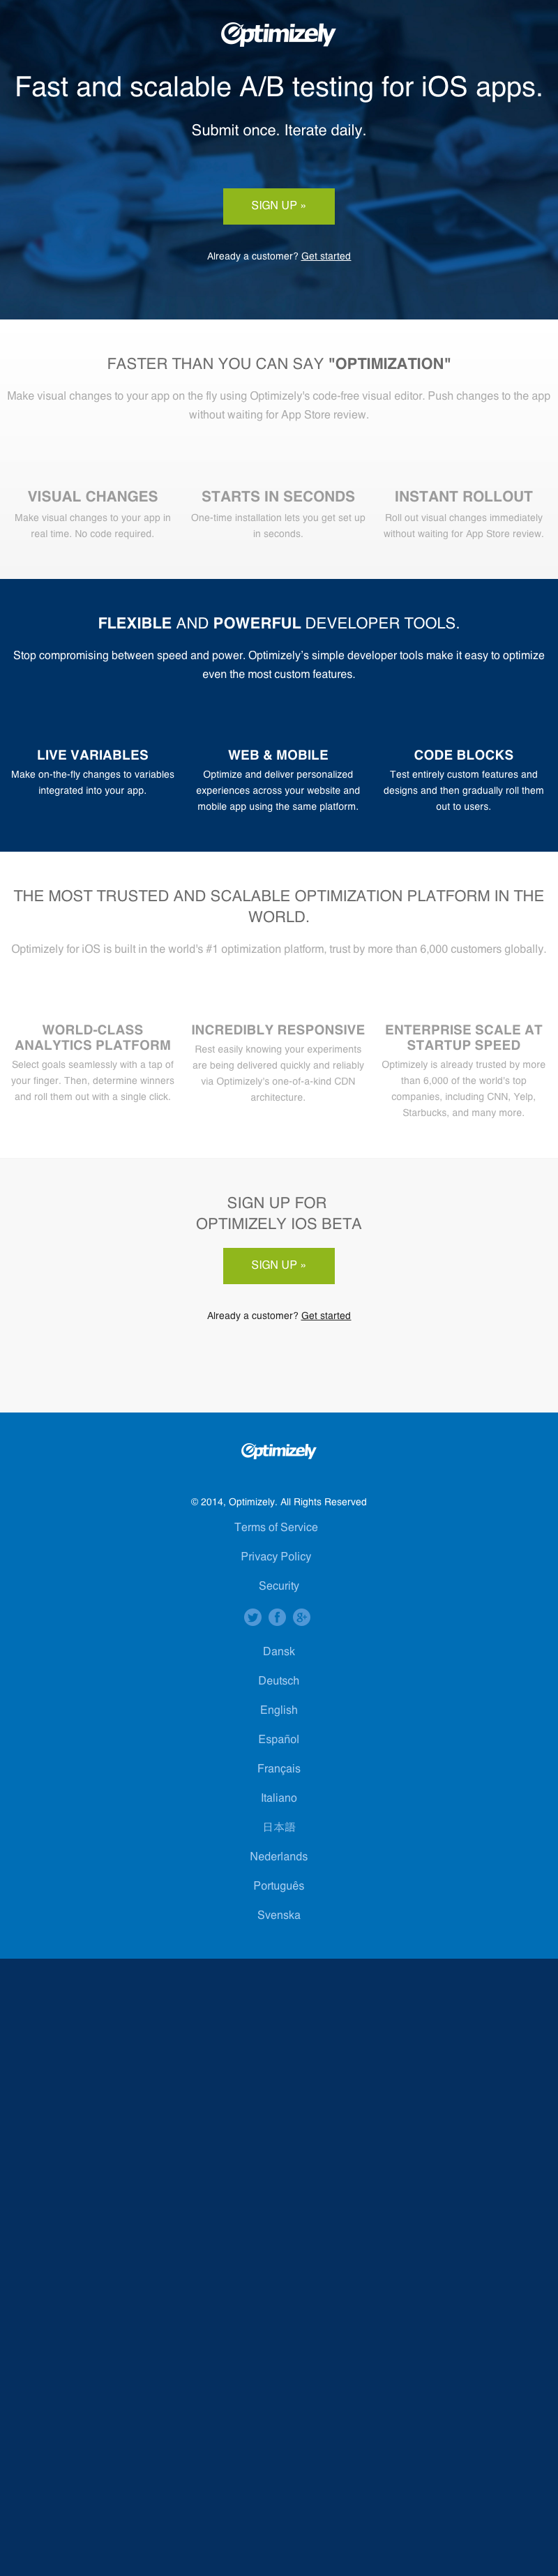 Optimizely
Fast and scalable A/B testing for iOS apps.
Submit once. Iterate daily.
SIGN UP »
Already a customer? Get started
FASTER THAN YOU CAN SAY "OPTIMIZATION"
Make visual changes to your app on the fly using Optimizely's code-free visual editor. Push changes to the app
without waiting for App Store review.
VISUAL CHANGES
Make visual changes to your app in
real time. No code required.
STARTS IN SECONDS
One-time installation lets you get set up
in seconds.
INSTANT ROLLOUT
Roll out visual changes immediately
without waiting for App Store review.
FLEXIBLE AND POWERFUL DEVELOPER TOOLS.
Stop compromising between speed and power. Optimizely's simple developer tools make it easy to optimize
even the most custom features.
LIVE VARIABLES
Make on-the-fly changes to variables
integrated into your app.
WEB & MOBILE
Optimize and deliver personalized
experiences across your website and
mobile app using the same platform.
CODE BLOCKS
Test entirely custom features and
designs and then gradually roll them
out to users.
THE MOST TRUSTED AND SCALABLE OPTIMIZATION PLATFORM IN THE
WORLD.
Optimizely for iOS is built in the world's #1 optimization platform, trust by more than 6,000 customers globally.
WORLD-CLASS
ANALYTICS PLATFORM
Select goals seamlessly with a tap of
your finger. Then, determine winners
and roll them out with a single click.
INCREDIBLY RESPONSIVE
Rest easily knowing your experiments
are being delivered quickly and reliably
via Optimizely's one-of-a-kind CDN
architecture.
ENTERPRISE SCALE AT
STARTUP SPEED
Optimizely is already trusted by more
than 6,000 of the world's top
companies, including CNN, Yelp,
Starbucks, and many more.
SIGN UP FOR
OPTIMIZELY IOS BETA
SIGN UP »
Already a customer? Get started
Optimizely
© 2014, Optimizely. All Rights Reserved
Terms of Service
Privacy Policy
Security
Dansk
Deutsch
English
Español
Français
Italiano
日本語
Nederlands
Português
Svenska